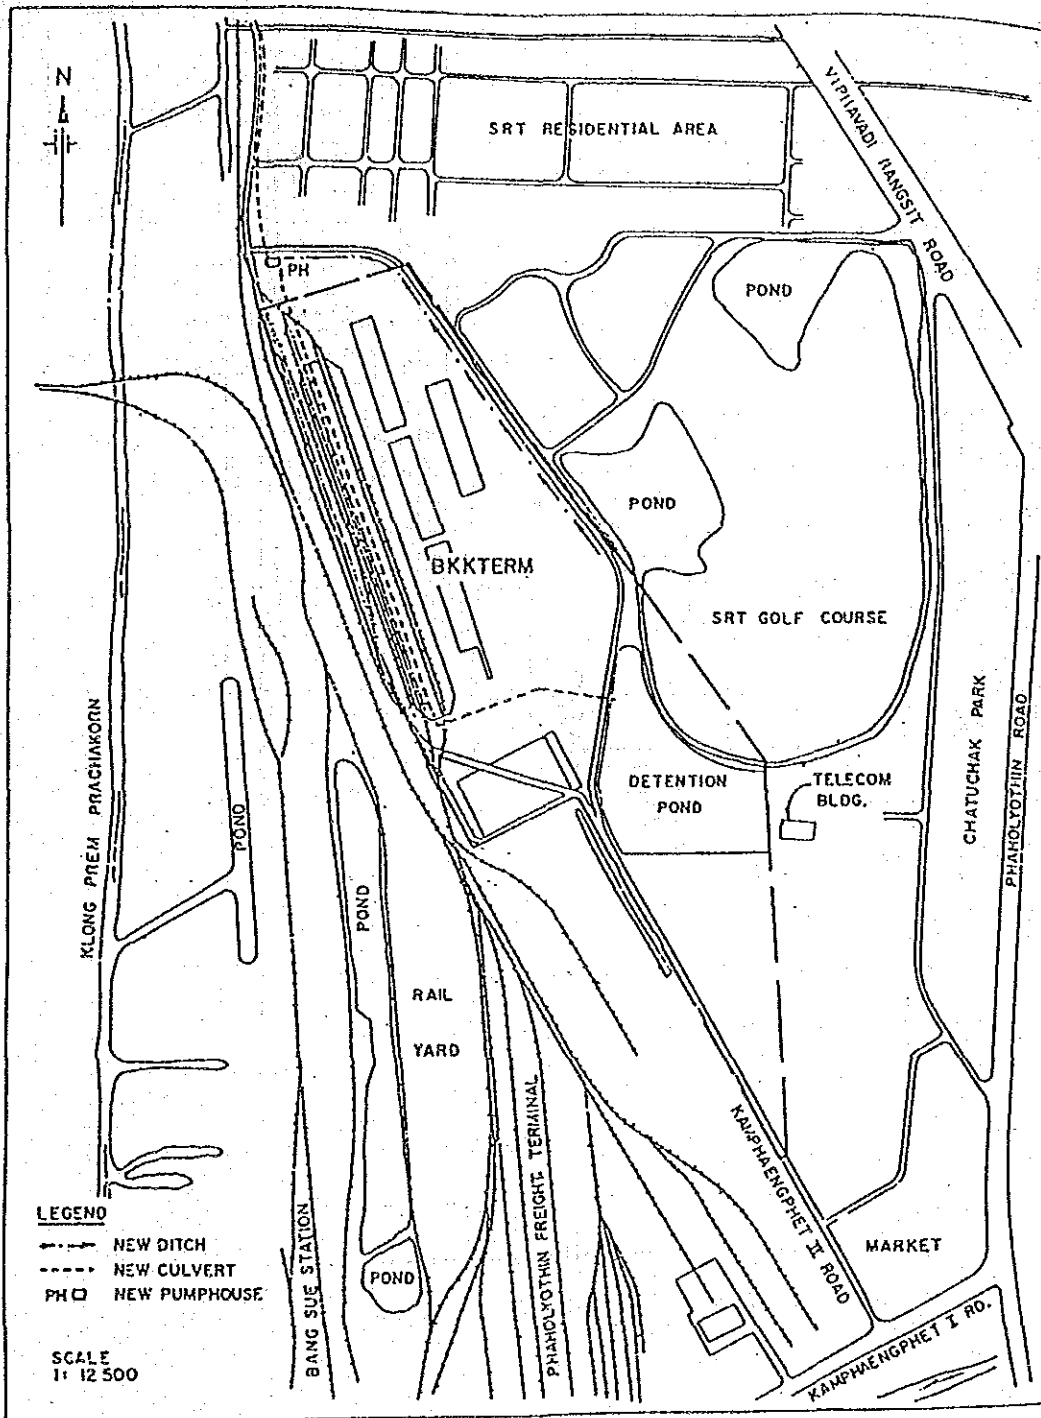 N
SRT RESIDENTIAL AREA
VIPHAVADI RANGSIT ROAD
PH
POND
POND
BKKTERM
SRT GOLF COURSE
KLONG PREM PRACHAKORN
POND
POND
DETENTION
POND
TELECOM
BLDG.
CHATUCHAK PARK
PHAHOLYOTHIN ROAD
RAIL
YARD
BANG SUE STATION
PHAHOLYOTHIN FREIGHT TERMINAL
KAMPHAENGPHET II ROAD
MARKET
POND
KAMPHAENGPHET I RD.
LEGEND
NEW DITCH
NEW CULVERT
PH NEW PUMPHOUSE
SCALE
1: 12 500